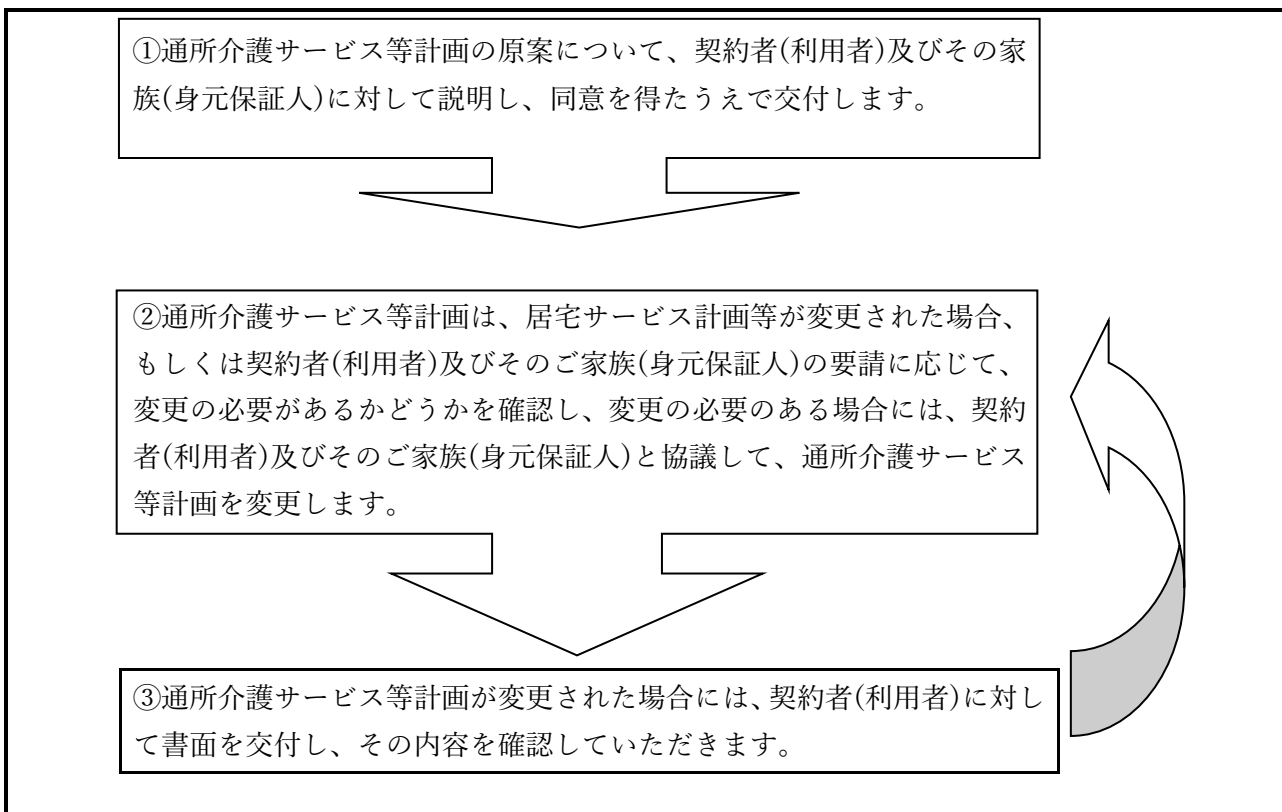 ①通所介護サービス等計画の原案について、契約者(利用者)及びその家
族(身元保証人)に対して説明し、同意を得たうえで交付します。
②通所介護サービス等計画は、居宅サービス計画等が変更された場合、
もしくは契約者(利用者)及びそのご家族(身元保証人)の要請に応じて、
変更の必要があるかどうかを確認し、変更の必要のある場合には、契約
者(利用者)及びそのご家族(身元保証人)と協議して、通所介護サービス
等計画を変更します。
③通所介護サービス等計画が変更された場合には、契約者(利用者)に対し
て書面を交付し、その内容を確認していただきます。